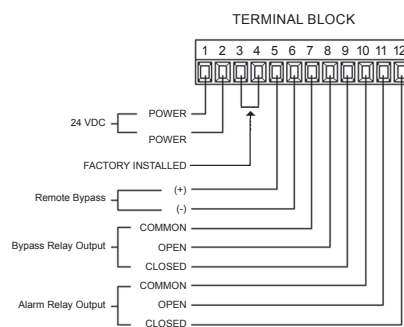 TERMINAL BLOCK
1 2 3 4 5 6 7 8 9 10 11 12
POWER
24 VDC
POWER
FACTORY INSTALLED
(+)
Remote Bypass
(-)
COMMON
Bypass Relay Output OPEN
CLOSED
COMMON
Alarm Relay Output OPEN
CLOSED